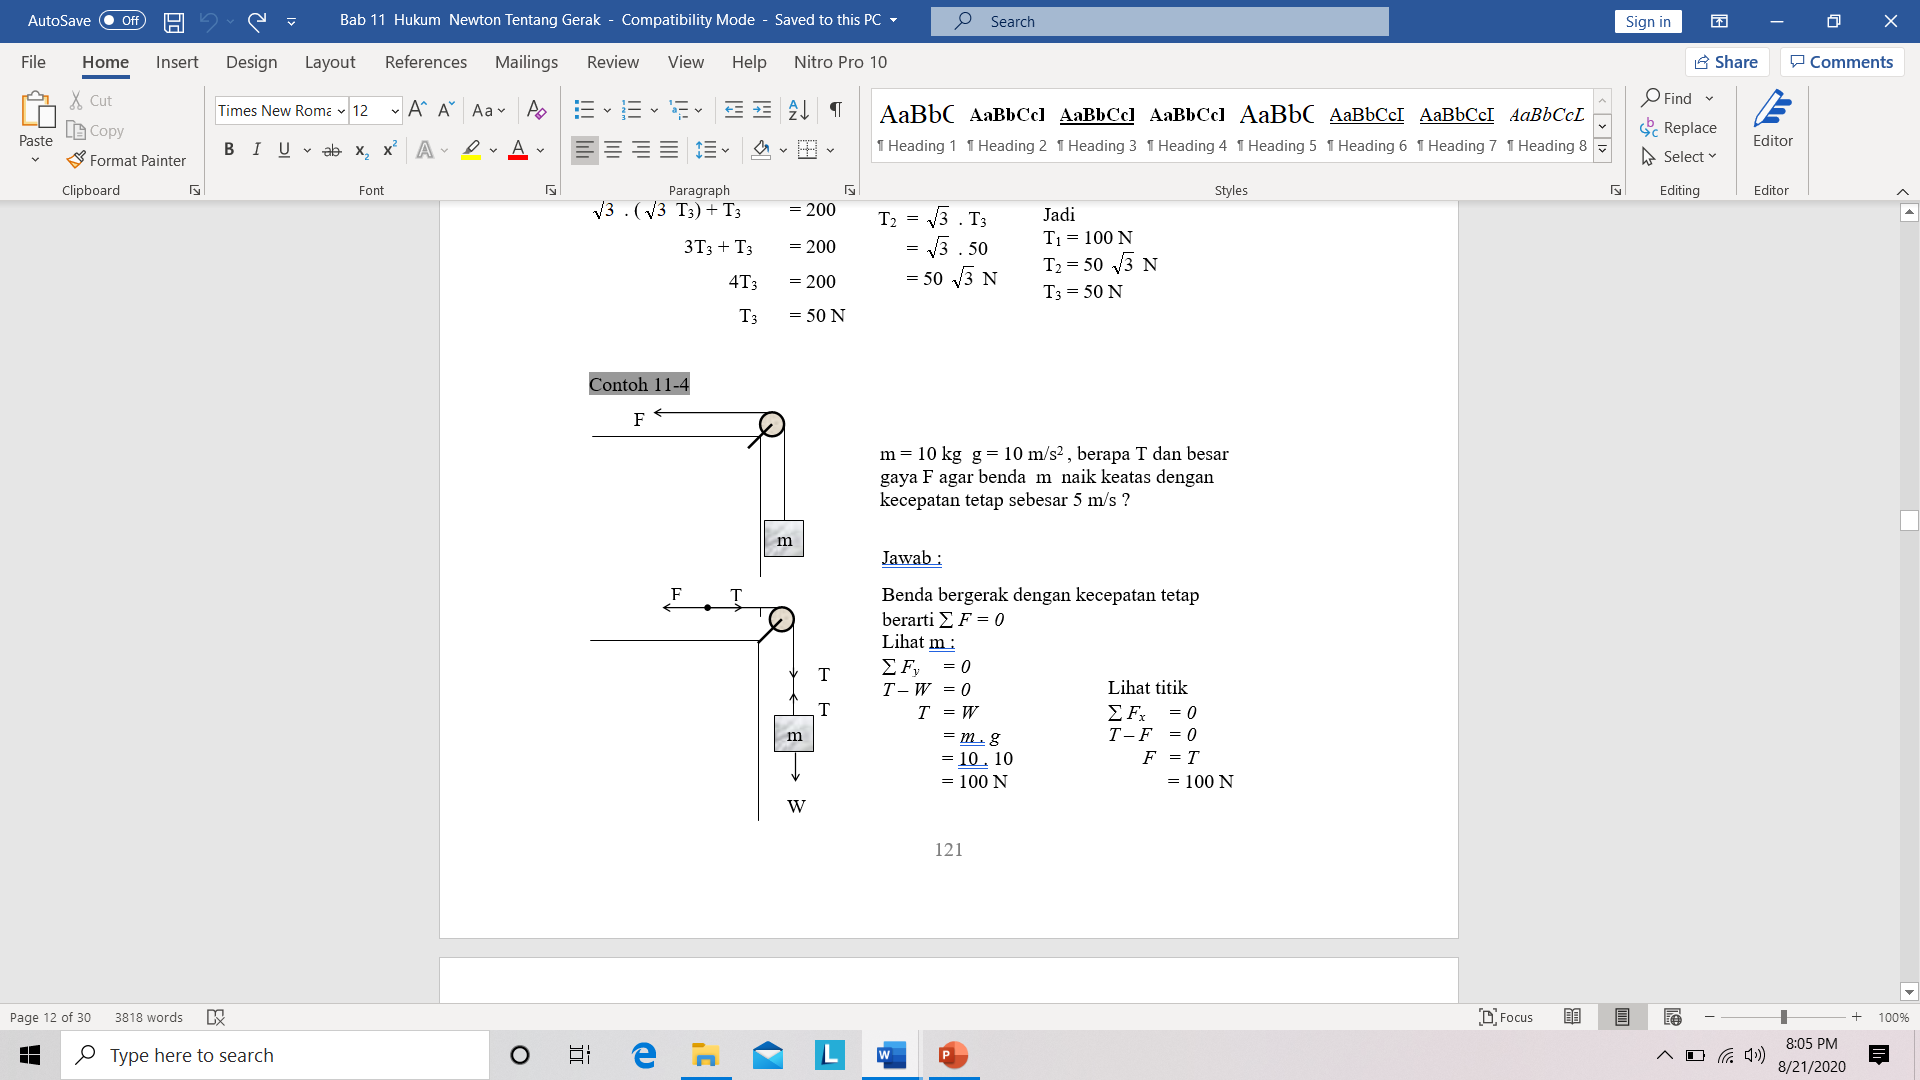 AutoSave Off Bab 11 Hukum Newton Tentang Gerak - Compatibility Mode - Saved to this PC Search Sign in
File Home Insert Design Layout References Mailings Review View Help Nitro Pro 10 Share Comments
Paste Cut Copy Format Painter
Times New Roma 12 Aa
B I U ab x₂ x² A A
AaBbC AaBbCcI AaBbCcI AaBbCcI AaBbC AaBbCcI AaBbCcI AaBbCcL
¶ Heading 1 ¶ Heading 2 ¶ Heading 3 ¶ Heading 4 ¶ Heading 5 ¶ Heading 6 ¶ Heading 7 ¶ Heading 8
Find
Replace
Select
Editor
Clipboard Font Paragraph Styles Editing Editor
√3 . ( √3 T₃) + T₃ = 200
3T₃ + T₃ = 200
4T₃ = 200
T₃ = 50 N
T₂ = √3 . T₃
= √3 . 50
= 50 √3 N
Jadi
T₁ = 100 N
T₂ = 50 √3 N
T₃ = 50 N
Contoh 11-4
F
m
m = 10 kg g = 10 m/s² , berapa T dan besar
gaya F agar benda m naik keatas dengan
kecepatan tetap sebesar 5 m/s ?
Jawab :
F T
T
T
m
W
Benda bergerak dengan kecepatan tetap
berarti ∑ F = 0
Lihat m :
∑ Fy = 0
T – W = 0
T = W
= m . g
= 10 . 10
= 100 N
Lihat titik
∑ Fx = 0
T – F = 0
F = T
= 100 N
121
Page 12 of 30 3818 words Focus 100%
Type here to search
8:05 PM
8/21/2020